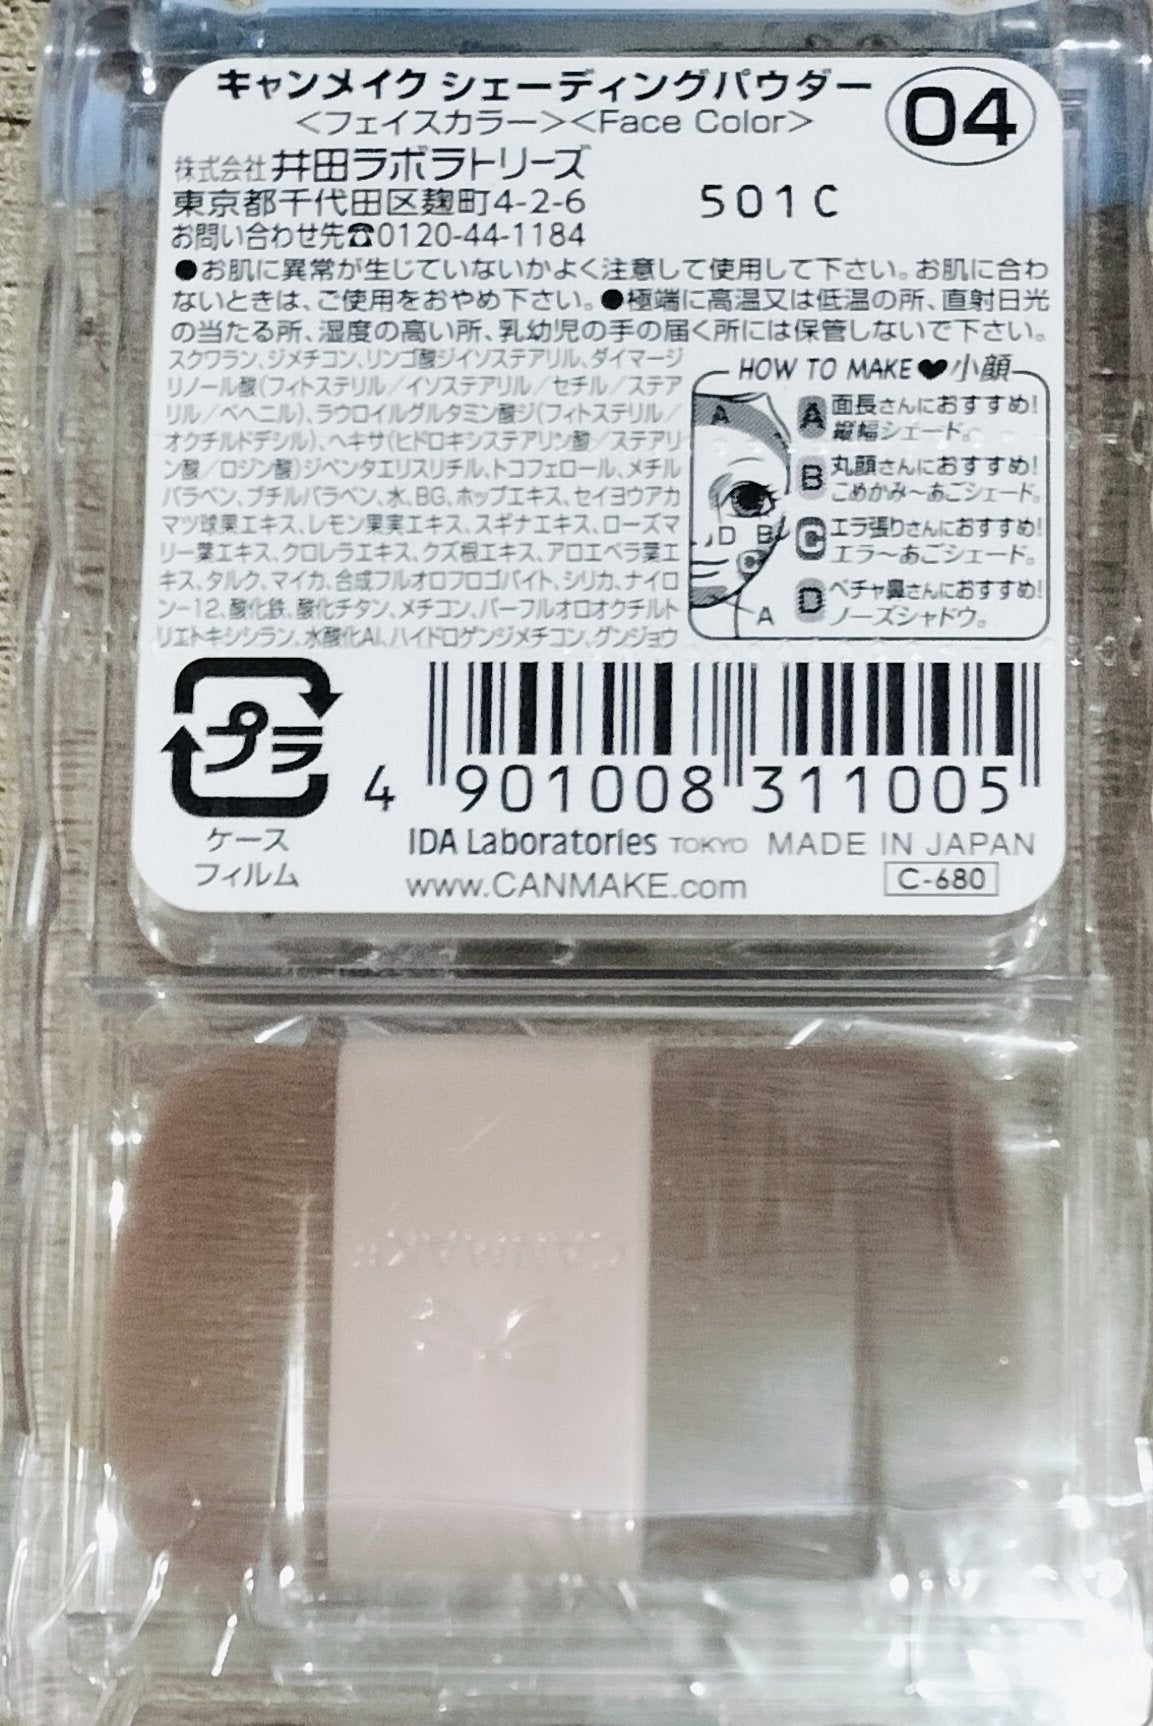 キャンメイク シェーディングパウダー
<フェイスカラー><Face Color>
04
株式会社 井田ラボラトリーズ
東京都千代田区麹町4-2-6
501C
お問い合わせ先☎0120-44-1184
●お肌に異常が生じていないかよく注意して使用して下さい。お肌に合わ
ないときは、ご使用をおやめ下さい。●極端に高温又は低温の所、直射日光
の当たる所、湿度の高い所、乳幼児の手の届く所には保管しないで下さい。
スクワラン、ジメチコン、リンゴ酸ジイソステアリル、ダイマージ
リノール酸(フィトステリル/イソステアリル/セチル/ステア
リル/ベヘニル)、ラウロイルグルタミン酸ジ(フィトステリル/
オクチルドデシル)、ヘキサ(ヒドロキシステアリン酸/ステアリ
ン酸/ロジン酸)ジペンタエリスリチル、トコフェロール、メチル
パラベン、ブチルパラベン、水、BG、ホップエキス、セイヨウアカ
マツ球果エキス、レモン果実エキス、スギナエキス、ローズマ
リー葉エキス、クロレラエキス、クズ根エキス、アロエベラ葉エ
キス、タルク、マイカ、合成フルオロフロゴパイト、シリカ、ナイロ
ン-12、酸化鉄、酸化チタン、メチコン、パーフルオロオクチルト
リエトキシシラン、水酸化Al、ハイドロゲンジメチコン、グンジョウ
HOW TO MAKE♥小顔
A
D B
C
A
A 面長さんにおすすめ!
縦幅シェード。
B 丸顔さんにおすすめ!
こめかみ~あごシェード。
C エラ張りさんにおすすめ!
エラ~あごシェード。
D ペチャ鼻さんにおすすめ!
ノーズシャドウ。
プラ
ケース
フィルム
4 901008 311005
IDA Laboratories TOKYO MADE IN JAPAN
www.CANMAKE.com
C-680
CANMAKE